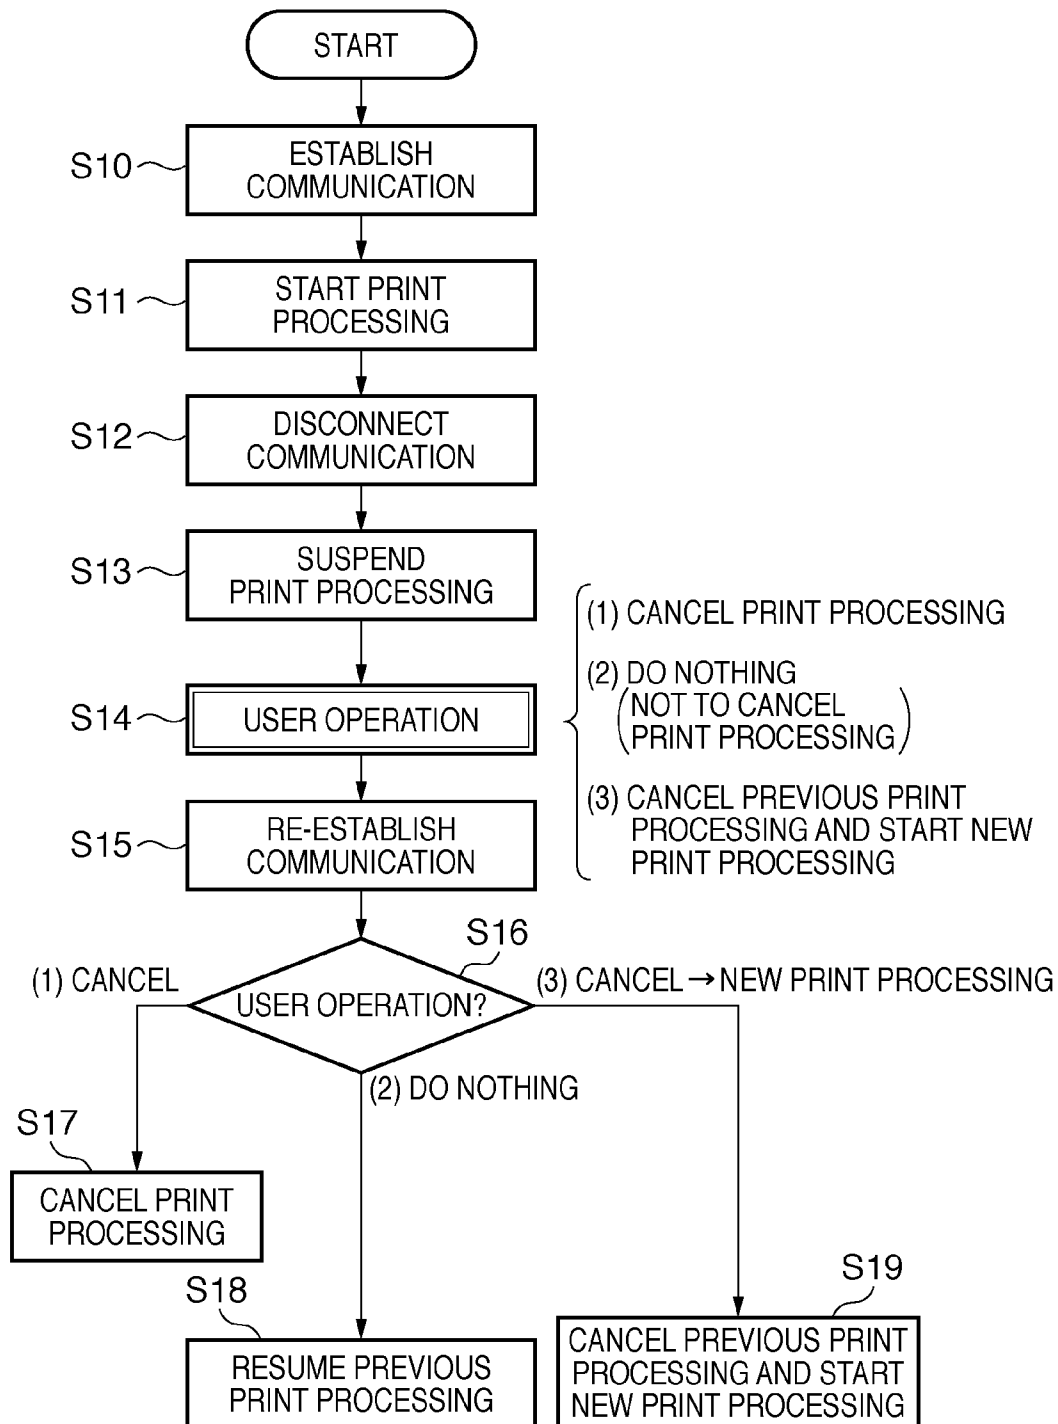 START
S10
ESTABLISH
COMMUNICATION
S11
START PRINT
PROCESSING
S12
DISCONNECT
COMMUNICATION
S13
SUSPEND
PRINT PROCESSING
S14
USER OPERATION
(1) CANCEL PRINT PROCESSING
(2) DO NOTHING
(NOT TO CANCEL
PRINT PROCESSING)
(3) CANCEL PREVIOUS PRINT
PROCESSING AND START NEW
PRINT PROCESSING
S15
RE-ESTABLISH
COMMUNICATION
S16
USER OPERATION?
(1) CANCEL
(3) CANCEL→NEW PRINT PROCESSING
(2) DO NOTHING
S17
CANCEL PRINT
PROCESSING
S18
RESUME PREVIOUS
PRINT PROCESSING
S19
CANCEL PREVIOUS PRINT
PROCESSING AND START
NEW PRINT PROCESSING